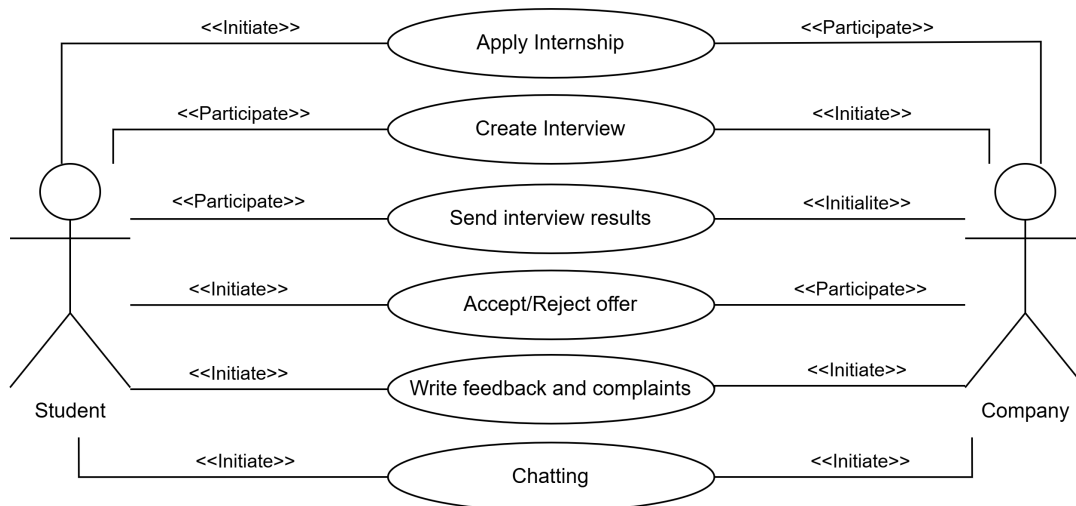 <<Initiate>>
Apply Internship
<<Participate>>
<<Participate>>
Create Interview
<<Initiate>>
<<Participate>>
Send interview results
<<Initialite>>
<<Initiate>>
Accept/Reject offer
<<Participate>>
<<Initiate>>
Write feedback and complaints
<<Initiate>>
Student
Company
<<Initiate>>
Chatting
<<Initiate>>